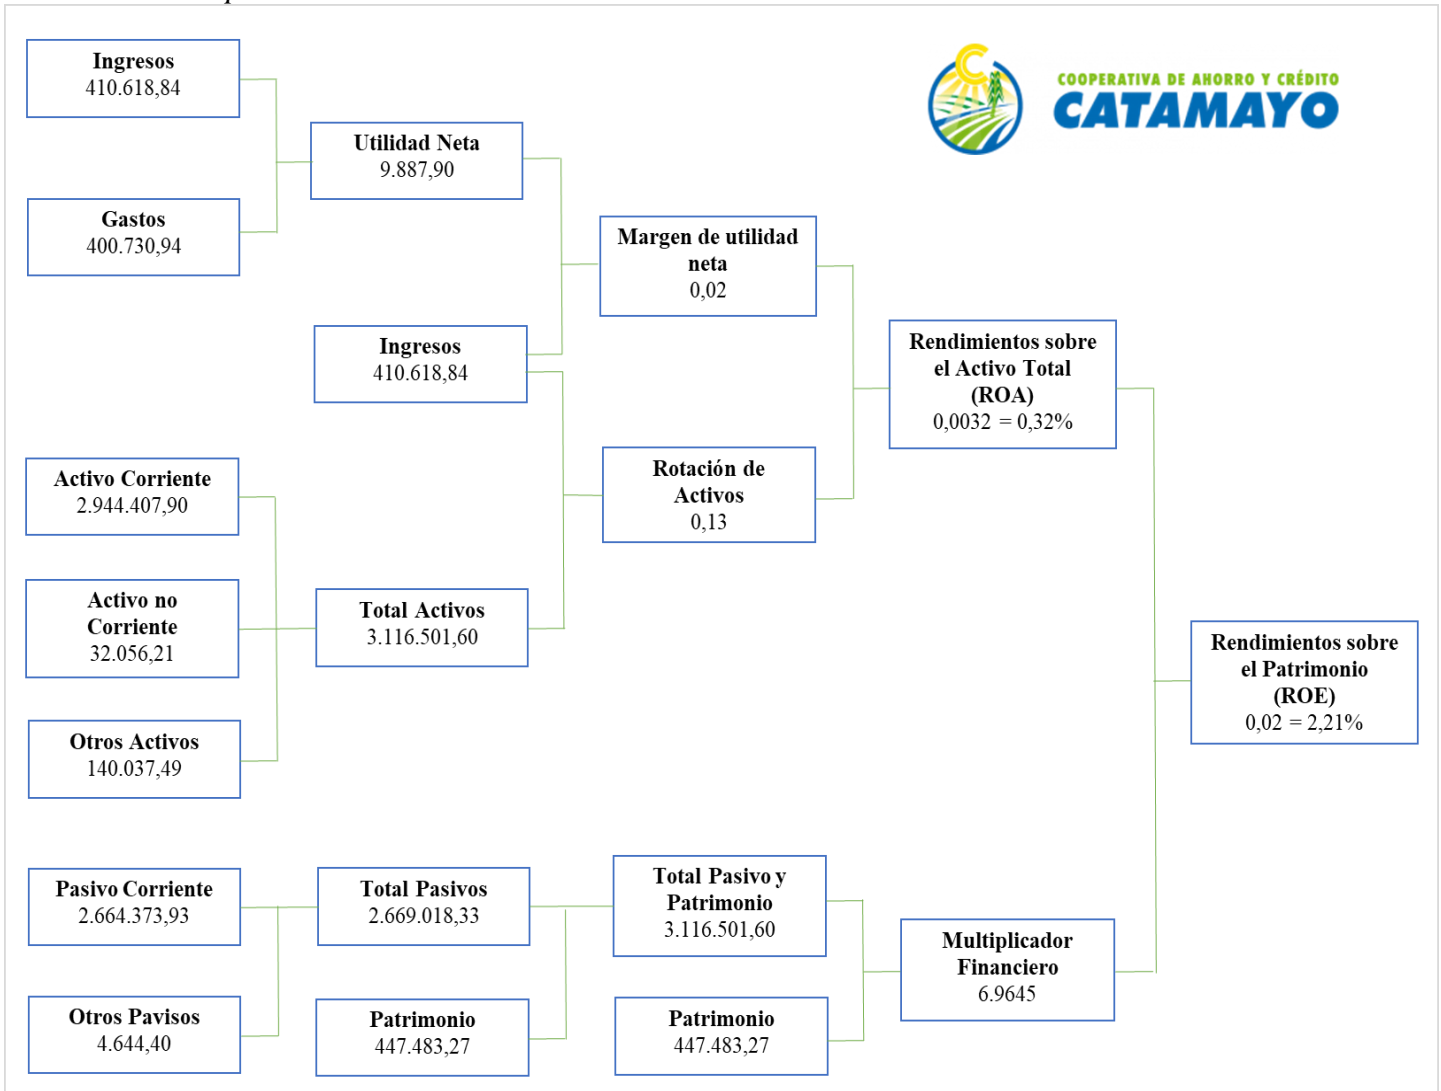 Ingresos
410.618,84
COOPERATIVA DE AHORRO Y CRÉDITO
CATAMAYO
Utilidad Neta
9.887,90
Gastos
400.730,94
Margen de utilidad
neta
0,02
Ingresos
410.618,84
Rendimientos sobre
el Activo Total
(ROA)
0,0032 = 0,32%
Activo Corriente
2.944.407,90
Rotación de
Activos
0,13
Activo no
Corriente
32.056,21
Total Activos
3.116.501,60
Rendimientos sobre
el Patrimonio
(ROE)
0,02 = 2,21%
Otros Activos
140.037,49
Pasivo Corriente
2.664.373,93
Total Pasivos
2.669.018,33
Total Pasivo y
Patrimonio
3.116.501,60
Multiplicador
Financiero
6.9645
Otros Pavisos
4.644,40
Patrimonio
447.483,27
Patrimonio
447.483,27